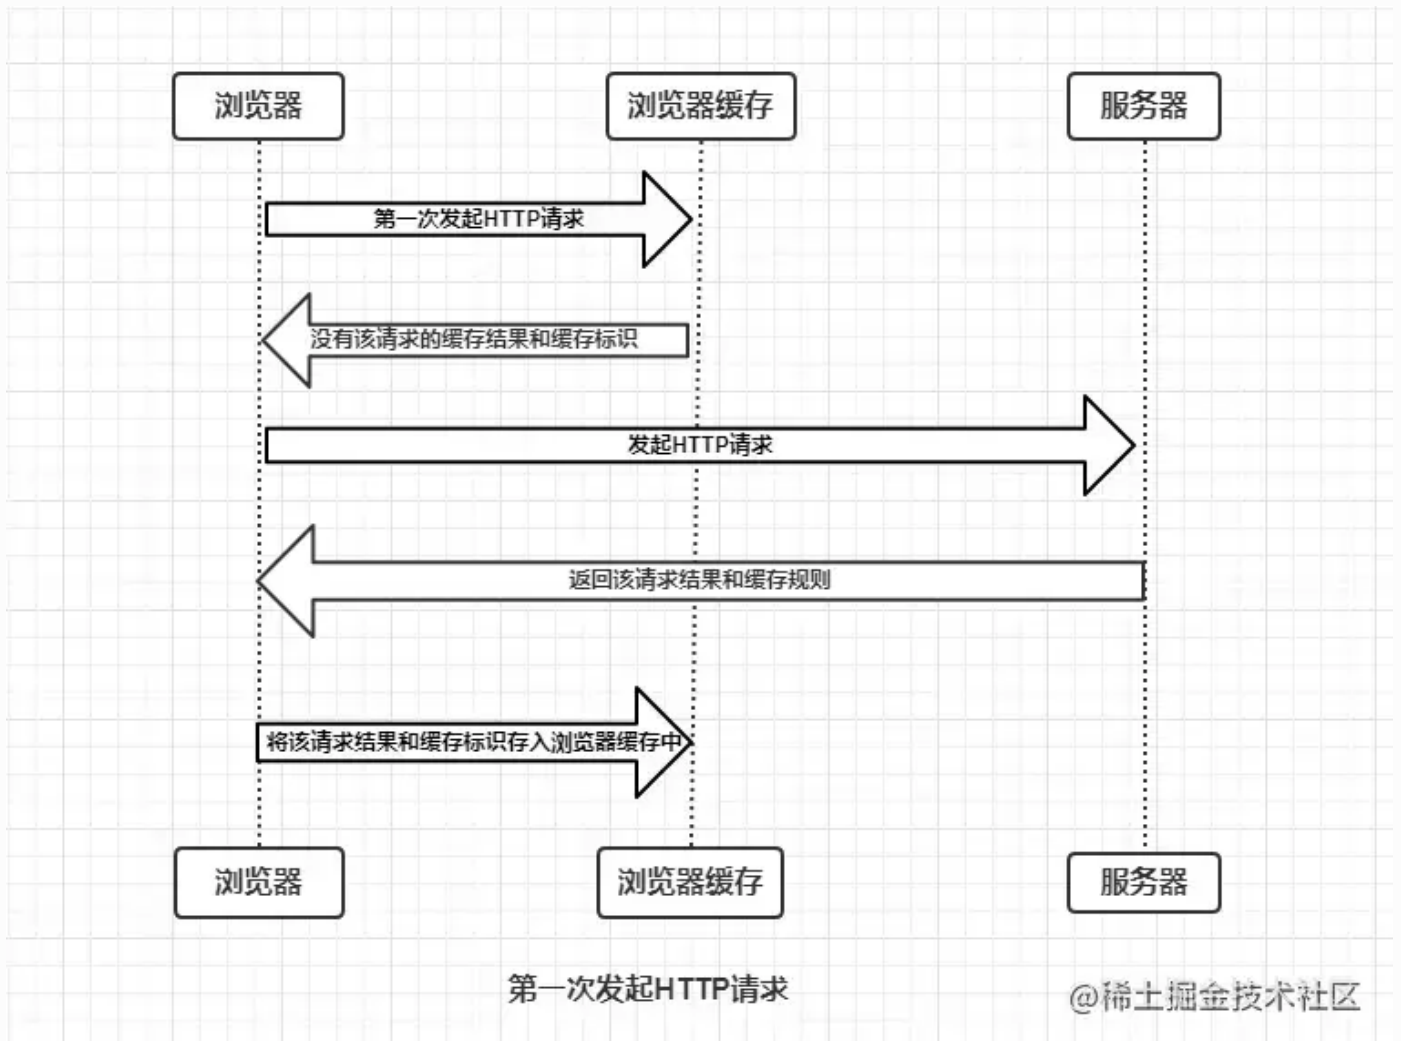 浏览器
浏览器缓存
服务器
第一次发起HTTP请求
没有该请求的缓存结果和缓存标识
发起HTTP请求
返回该请求结果和缓存规则
将该请求结果和缓存标识存入浏览器缓存中
浏览器
浏览器缓存
服务器
第一次发起HTTP请求
@稀土掘金技术社区